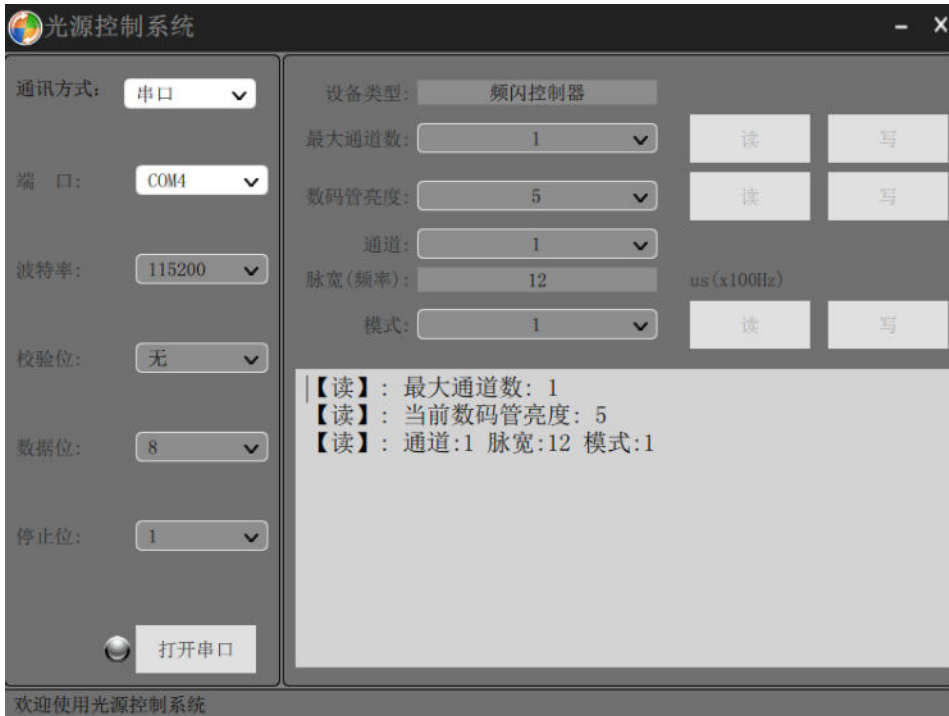 光源控制系统
通讯方式: 串口
端 口: COM4
波特率: 115200
校验位: 无
数据位: 8
停止位: 1
打开串口
设备类型: 频闪控制器
最大通道数: 1 读 写
数码管亮度: 5 读 写
通道: 1
脉宽(频率): 12 us(x100Hz)
模式: 1 读 写
【读】: 最大通道数: 1
【读】: 当前数码管亮度: 5
【读】: 通道:1 脉宽:12 模式:1
欢迎使用光源控制系统